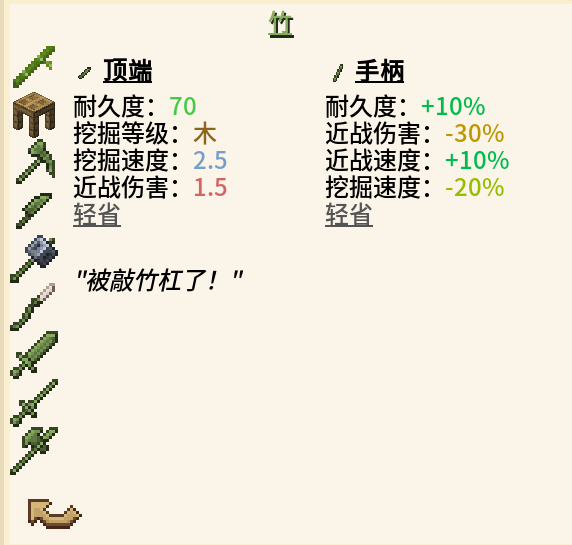 竹
顶端
耐久度：70
挖掘等级：木
挖掘速度：2.5
近战伤害：1.5
轻省
手柄
耐久度：+10%
近战伤害：-30%
近战速度：+10%
挖掘速度：-20%
轻省
"被敲竹杠了！"